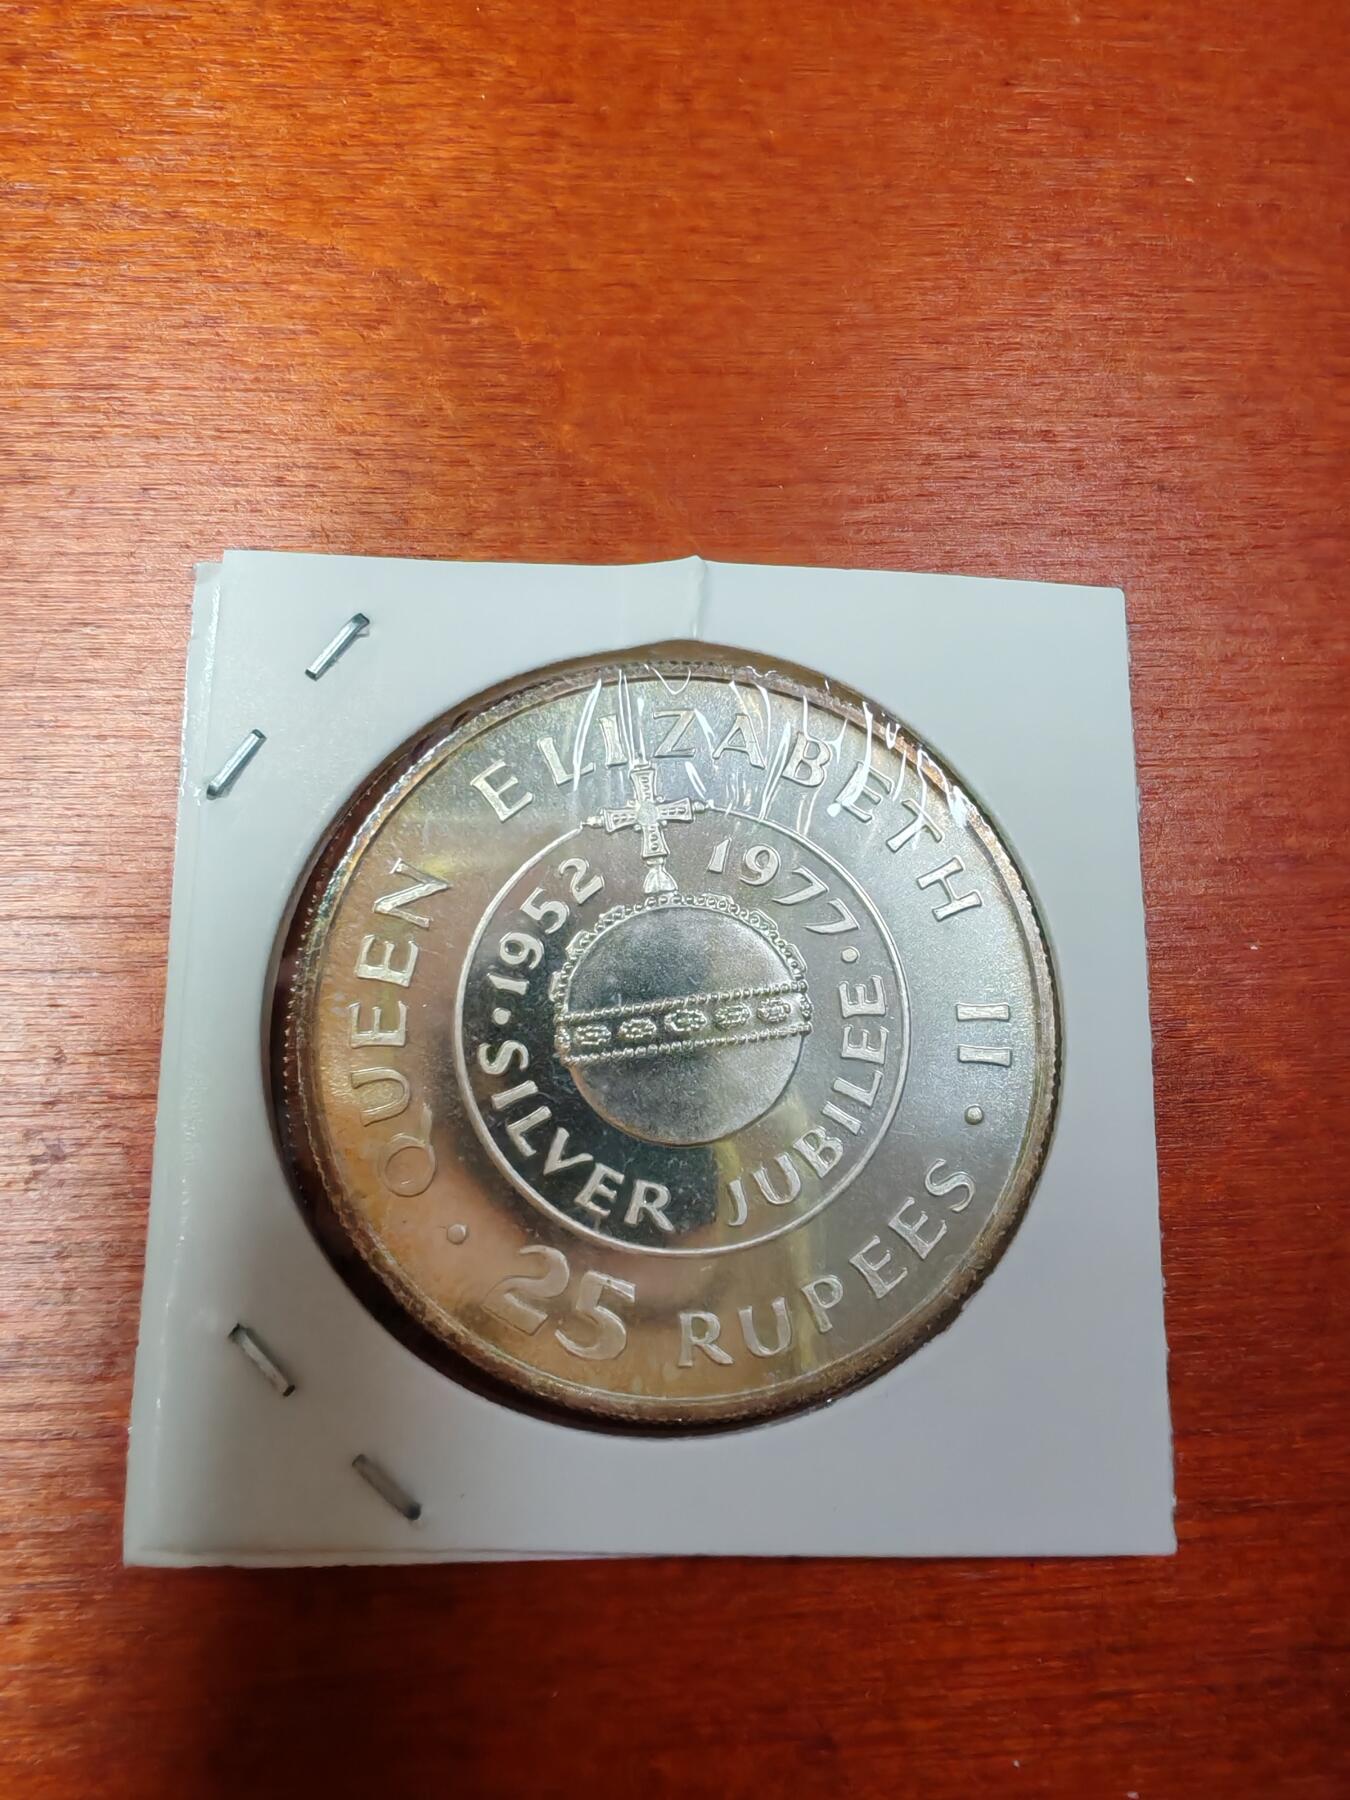 QUEEN ELIZABETH II
· 25 RUPEES ·
· 1952 1977 ·
SILVER JUBILEE